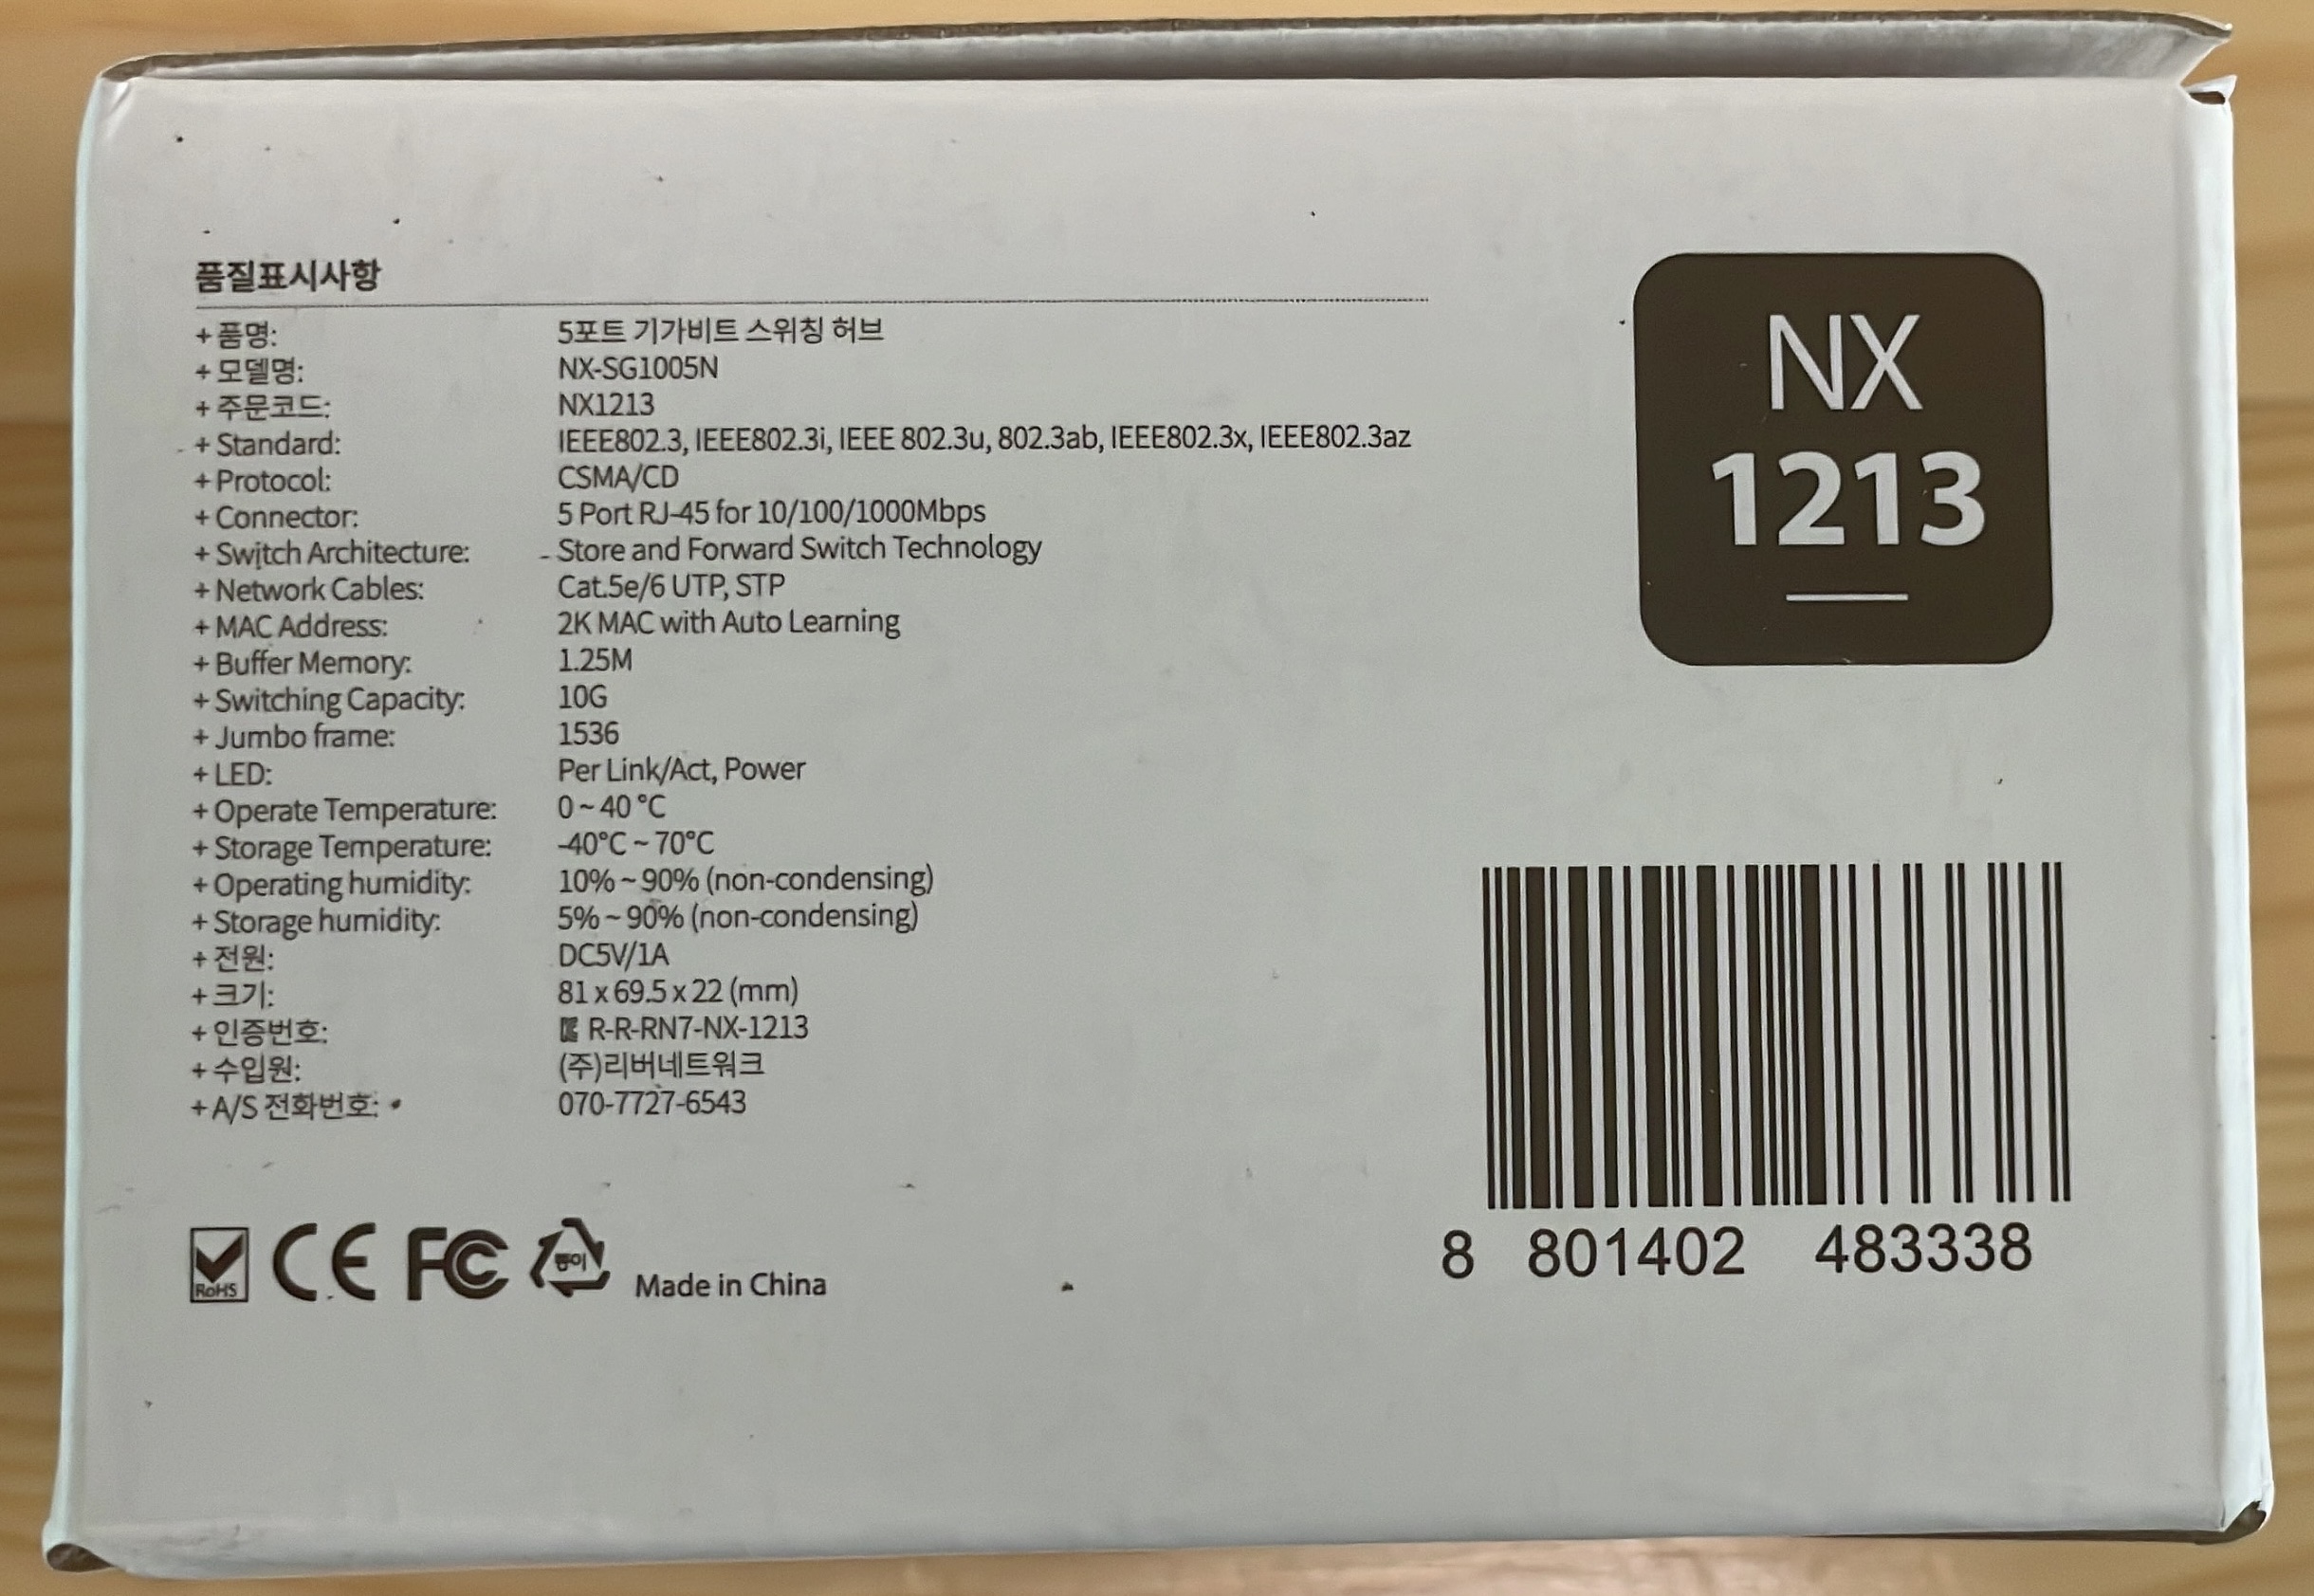 품질표시사항
+ 품명: 5포트 기가비트 스위칭 허브
+ 모델명: NX-SG1005N
+ 주문코드: NX1213
+ Standard: IEEE802.3, IEEE802.3i, IEEE 802.3u, 802.3ab, IEEE802.3x, IEEE802.3az
+ Protocol: CSMA/CD
+ Connector: 5 Port RJ-45 for 10/100/1000Mbps
+ Switch Architecture: Store and Forward Switch Technology
+ Network Cables: Cat.5e/6 UTP, STP
+ MAC Address: 2K MAC with Auto Learning
+ Buffer Memory: 1.25M
+ Switching Capacity: 10G
+ Jumbo frame: 1536
+ LED: Per Link/Act, Power
+ Operate Temperature: 0 ~ 40 °C
+ Storage Temperature: -40°C ~ 70°C
+ Operating humidity: 10% ~ 90% (non-condensing)
+ Storage humidity: 5% ~ 90% (non-condensing)
+ 전원: DC5V/1A
+ 크기: 81 x 69.5 x 22 (mm)
+ 인증번호: R-R-RN7-NX-1213
+ 수입원: (주)리버네트워크
+ A/S 전화번호: 070-7727-6543
RoHS CE FC 종이 Made in China
NX
1213
8 801402 483338